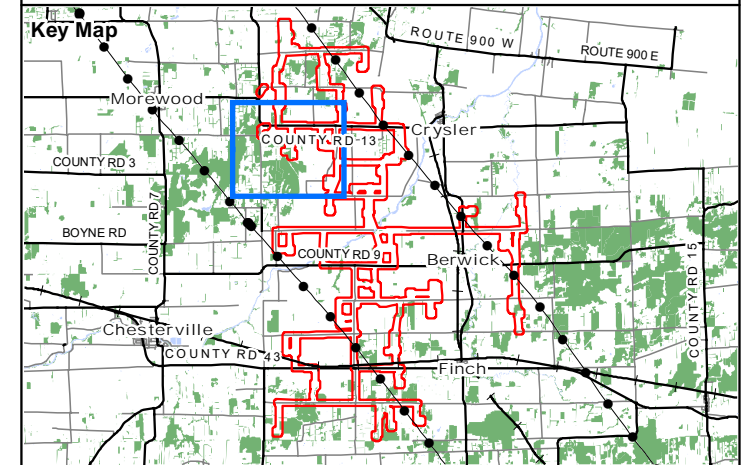 Key Map
ROUTE 900 W
ROUTE 900 E
Morewood
Crysler
COUNTY RD 13
COUNTY RD 3
COUNTY RD 7
BOYNE RD
COUNTY RD 9
Berwick
COUNTY RD 15
Chesterville
COUNTY RD 43
Finch